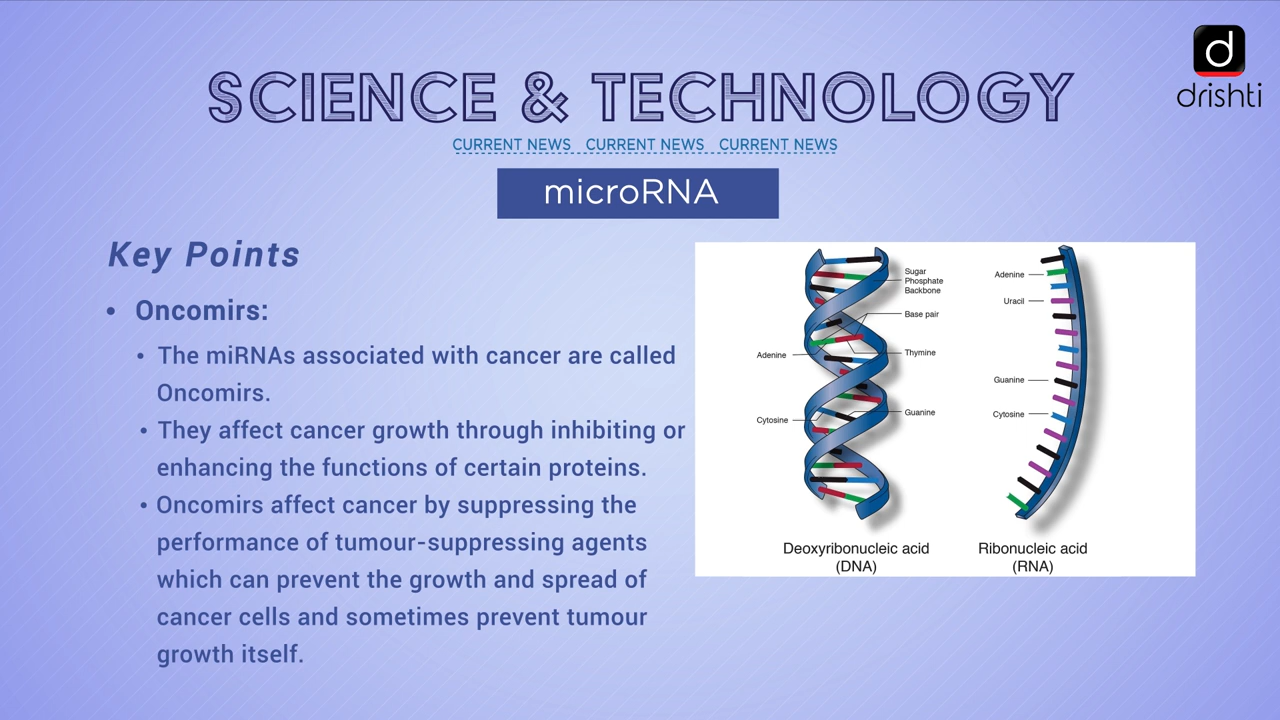 d
drishti
SCIENCE & TECHNOLOGY
CURRENT NEWS CURRENT NEWS CURRENT NEWS
microRNA
Key Points
• Oncomirs:
• The miRNAs associated with cancer are called
Oncomirs.
• They affect cancer growth through inhibiting or
enhancing the functions of certain proteins.
• Oncomirs affect cancer by suppressing the
performance of tumour-suppressing agents
which can prevent the growth and spread of
cancer cells and sometimes prevent tumour
growth itself.
Sugar
Phosphate
Backbone
Base pair
Adenine
Thymine
Cytosine
Guanine
Deoxyribonucleic acid
(DNA)
Adenine
Uracil
Guanine
Cytosine
Ribonucleic acid
(RNA)